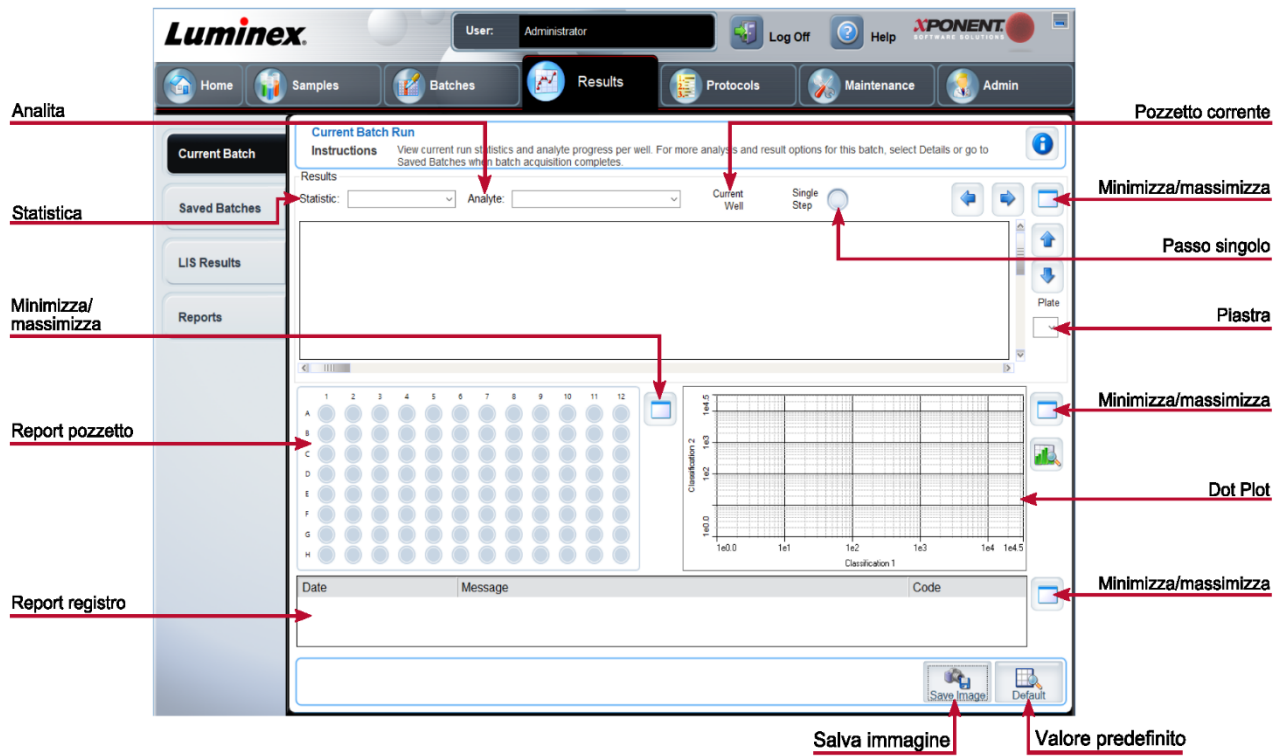 Luminex.
User: Administrator
Log Off
Help
XPONENT.
SOFTWARE SOLUTIONS
Home
Samples
Batches
Results
Protocols
Maintenance
Admin
Analita
Pozzetto corrente
Current Batch
Saved Batches
LIS Results
Reports
Current Batch Run
Instructions View current run statistics and analyte progress per well. For more analysis and result options for this batch, select Details or go to
Saved Batches when batch acquisition completes.
Results
Statistic:
Analyte:
Current
Well
Single
Step
Minimizza/massimizza
Statistica
Passo singolo
Plate
Piastra
Minimizza/
massimizza
1 2 3 4 5 6 7 8 9 10 11 12
A
B
C
D
E
F
G
H
Report pozzetto
Classification 2
1e4.5
1e3
1e2
1e0.0
1e0.0 1e1 1e2 1e3 1e4 1e4.5
Classification 1
Minimizza/massimizza
Dot Plot
Date Message Code
Report registro
Minimizza/massimizza
Save Image
Default
Salva immagine
Valore predefinito